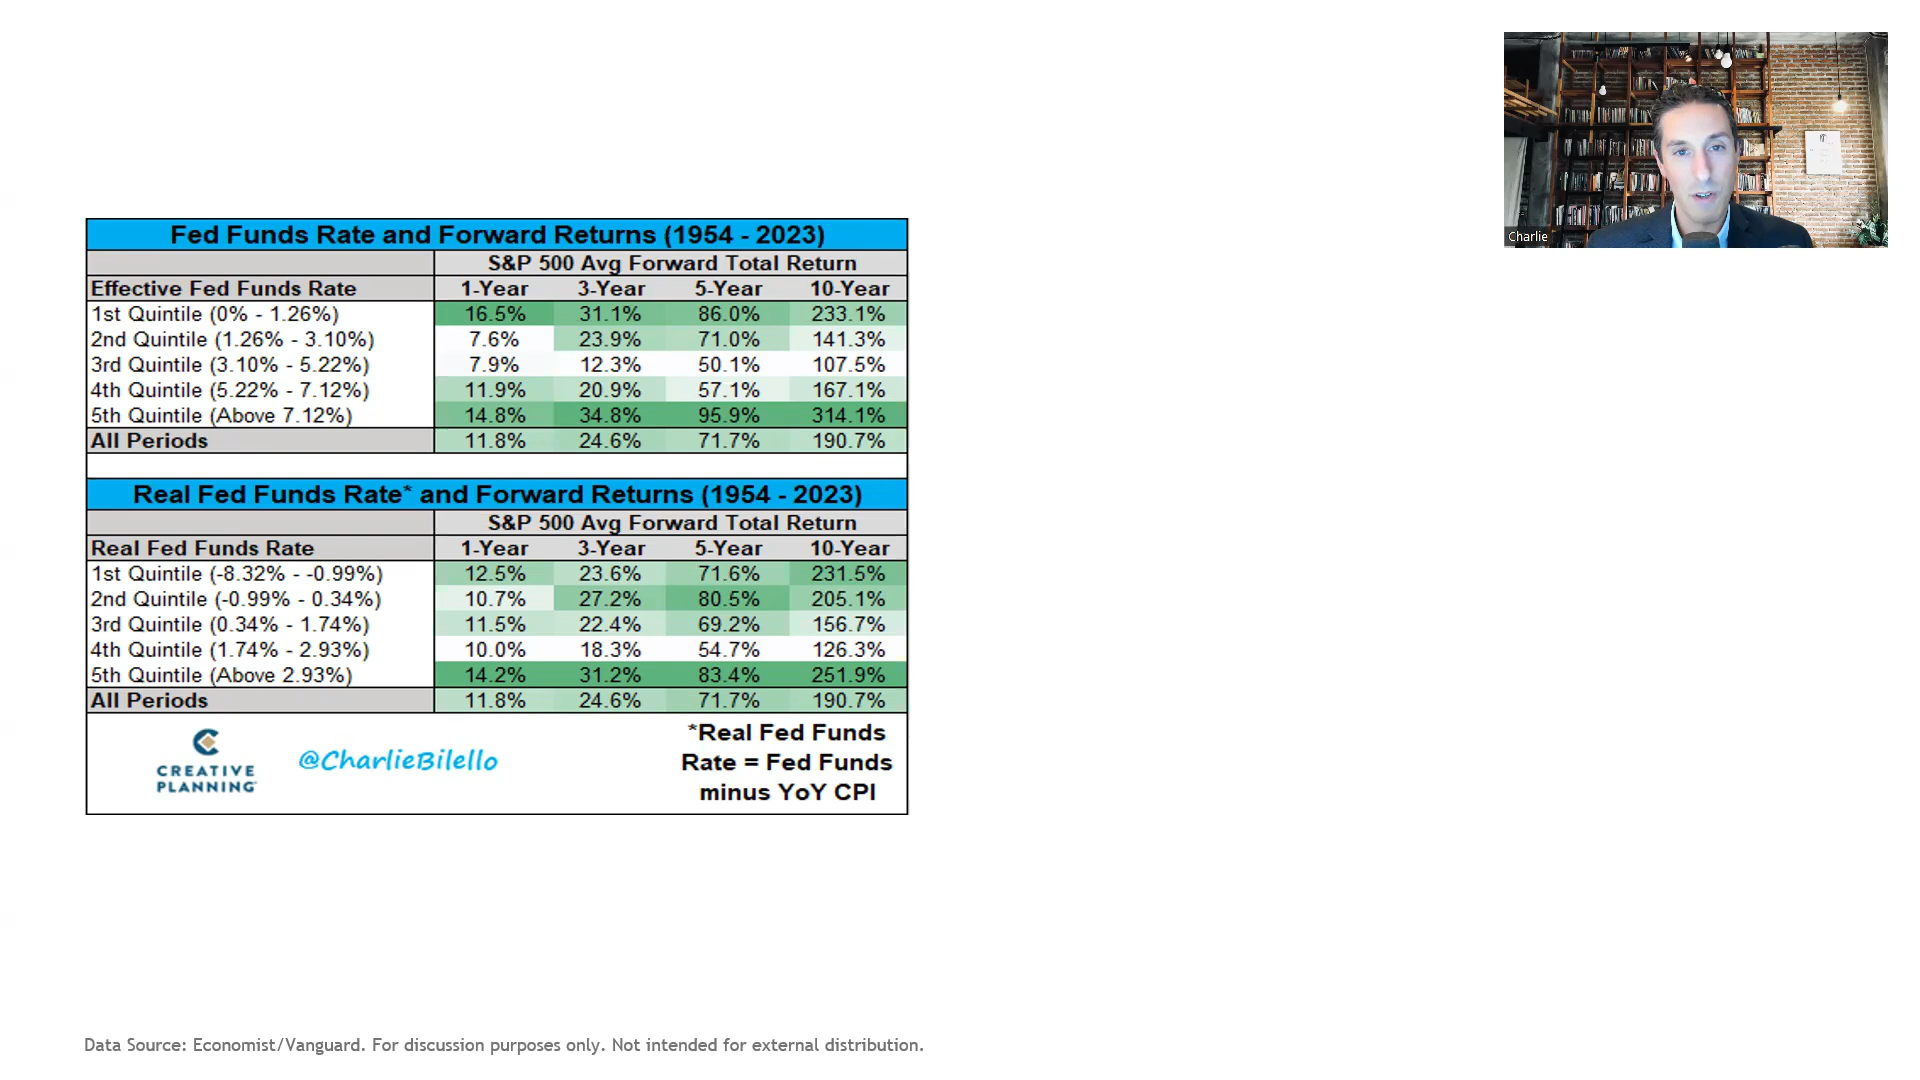 Charlie
Fed Funds Rate and Forward Returns (1954 - 2023)
S&P 500 Avg Forward Total Return
Effective Fed Funds Rate 1-Year 3-Year 5-Year 10-Year
1st Quintile (0% - 1.26%) 16.5% 31.1% 86.0% 233.1%
2nd Quintile (1.26% - 3.10%) 7.6% 23.9% 71.0% 141.3%
3rd Quintile (3.10% - 5.22%) 7.9% 12.3% 50.1% 107.5%
4th Quintile (5.22% - 7.12%) 11.9% 20.9% 57.1% 167.1%
5th Quintile (Above 7.12%) 14.8% 34.8% 95.9% 314.1%
All Periods 11.8% 24.6% 71.7% 190.7%
Real Fed Funds Rate* and Forward Returns (1954 - 2023)
S&P 500 Avg Forward Total Return
Real Fed Funds Rate 1-Year 3-Year 5-Year 10-Year
1st Quintile (-8.32% - -0.99%) 12.5% 23.6% 71.6% 231.5%
2nd Quintile (-0.99% - 0.34%) 10.7% 27.2% 80.5% 205.1%
3rd Quintile (0.34% - 1.74%) 11.5% 22.4% 69.2% 156.7%
4th Quintile (1.74% - 2.93%) 10.0% 18.3% 54.7% 126.3%
5th Quintile (Above 2.93%) 14.2% 31.2% 83.4% 251.9%
All Periods 11.8% 24.6% 71.7% 190.7%
CREATIVE
PLANNING
@CharlieBilello
*Real Fed Funds
Rate = Fed Funds
minus YoY CPI
Data Source: Economist/Vanguard. For discussion purposes only. Not intended for external distribution.